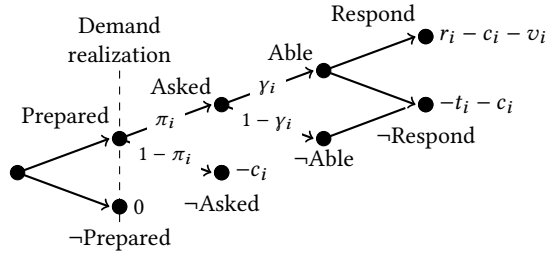 Demand
realization
Respond
r_i − c_i − v_i
Able
Asked
γ_i
Prepared
π_i
1 − γ_i
−t_i − c_i
¬Respond
1 − π_i
¬Able
−c_i
¬Asked
0
¬Prepared